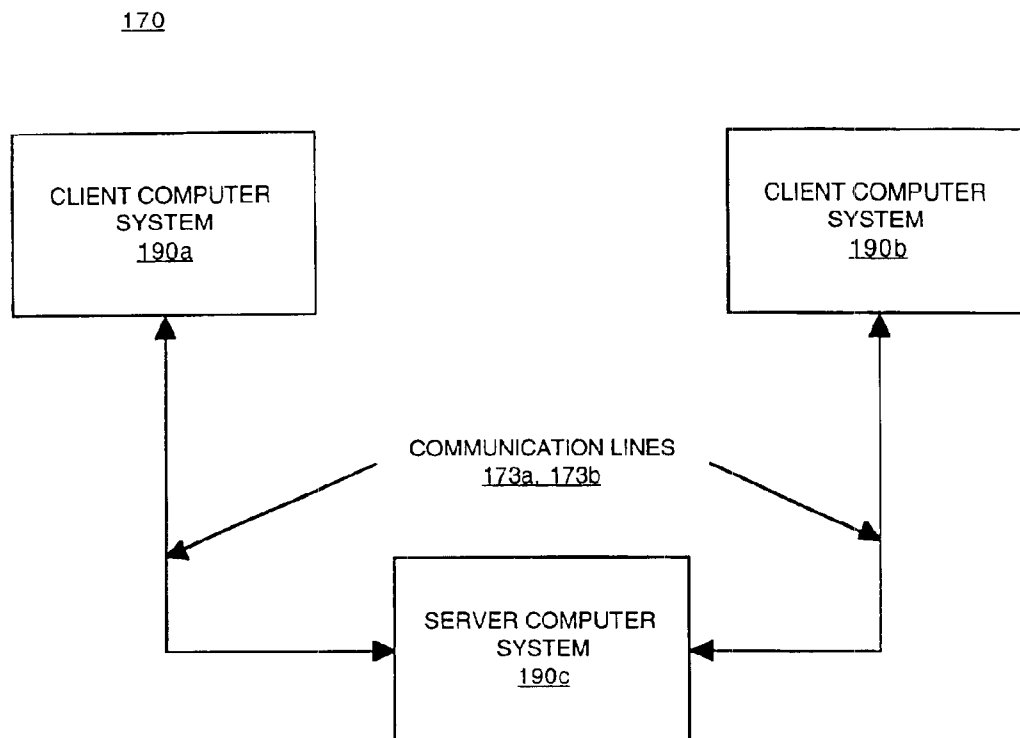 170
CLIENT COMPUTER
SYSTEM
190a
CLIENT COMPUTER
SYSTEM
190b
COMMUNICATION LINES
173a, 173b
SERVER COMPUTER
SYSTEM
190c